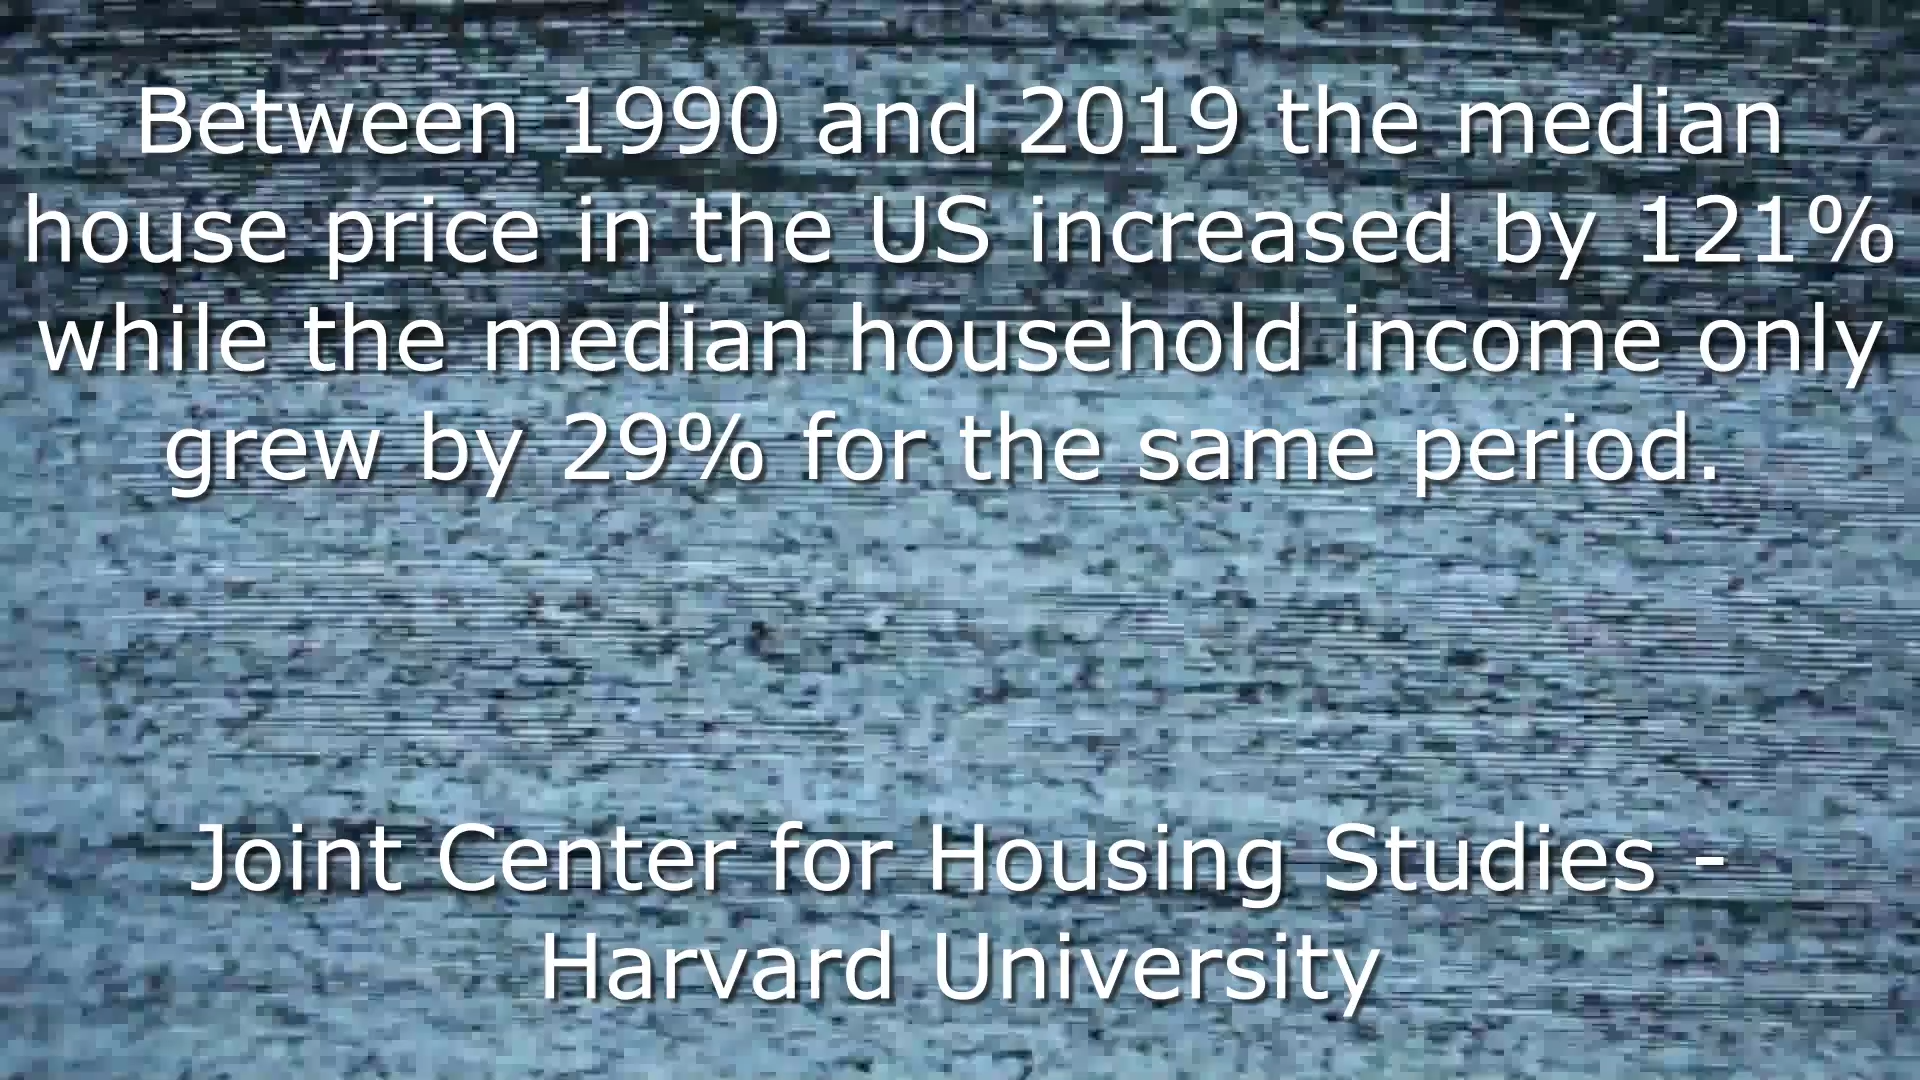 Between 1990 and 2019 the median
house price in the US increased by 121%
while the median household income only
grew by 29% for the same period.
Joint Center for Housing Studies -
Harvard University